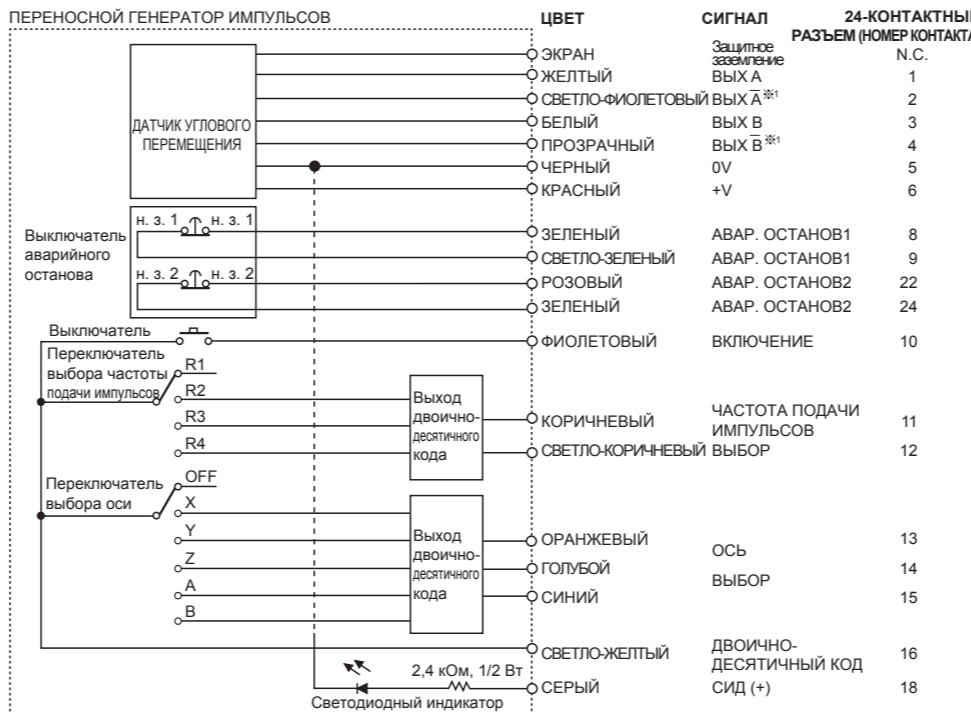 ПЕРЕНОСНОЙ ГЕНЕРАТОР ИМПУЛЬСОВ
ЦВЕТ СИГНАЛ 24-КОНТАКТНЫ
РАЗЪЕМ (НОМЕР КОНТАКТА
ДАТЧИК УГЛОВОГО
ПЕРЕМЕЩЕНИЯ
ЭКРАН Защитное заземление N.C.
ЖЕЛТЫЙ ВЫХ A 1
СВЕТЛО-ФИОЛЕТОВЫЙ ВЫХ A̅ ※1 2
БЕЛЫЙ ВЫХ B 3
ПРОЗРАЧНЫЙ ВЫХ B̅ ※1 4
ЧЕРНЫЙ 0V 5
КРАСНЫЙ +V 6
Выключатель
аварийного
останова
н. з. 1 н. з. 1
ЗЕЛЕНЫЙ АВАР. ОСТАНОВ1 8
СВЕТЛО-ЗЕЛЕНЫЙ АВАР. ОСТАНОВ1 9
н. з. 2 н. з. 2
РОЗОВЫЙ АВАР. ОСТАНОВ2 22
ЗЕЛЕНЫЙ АВАР. ОСТАНОВ2 24
Выключатель
ФИОЛЕТОВЫЙ ВКЛЮЧЕНИЕ 10
Переключатель
выбора частоты
подачи импульсов
R1
R2
R3
R4
Выход
двоично-
десятичного
кода
КОРИЧНЕВЫЙ ЧАСТОТА ПОДАЧИ
ИМПУЛЬСОВ 11
СВЕТЛО-КОРИЧНЕВЫЙ ВЫБОР 12
Переключатель
выбора оси
OFF
X
Y
Z
A
B
Выход
двоично-
десятичного
кода
ОРАНЖЕВЫЙ 13
ОСЬ
ГОЛУБОЙ 14
ВЫБОР
СИНИЙ 15
СВЕТЛО-ЖЕЛТЫЙ ДВОИЧНО-
ДЕСЯТИЧНЫЙ КОД 16
2,4 кОм, 1/2 Вт
СЕРЫЙ СИД (+) 18
Светодиодный индикатор